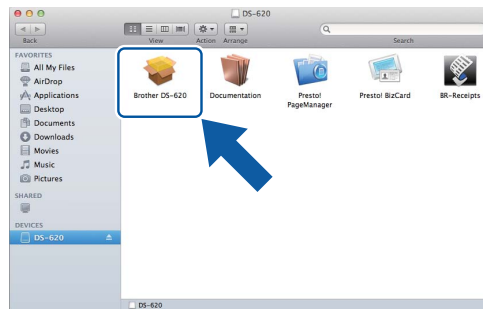 DS-620
Back
View
Action
Arrange
Search
FAVORITES
All My Files
AirDrop
Applications
Desktop
Documents
Downloads
Movies
Music
Pictures
SHARED
DEVICES
DS-620
Brother DS-620
Documentation
Presto!
PageManager
Presto! BizCard
BR-Receipts
DS-620